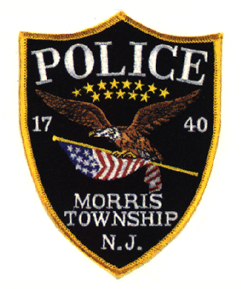 POLICE
17 40
MORRIS
TOWNSHIP
N.J.